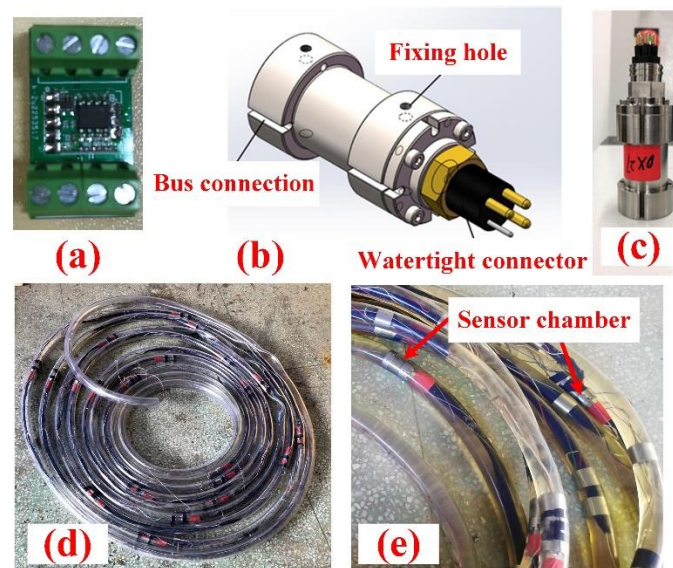 Fixing hole
Bus connection
Watertight connector
(a)
(b)
(c)
Sensor chamber
(d)
(e)